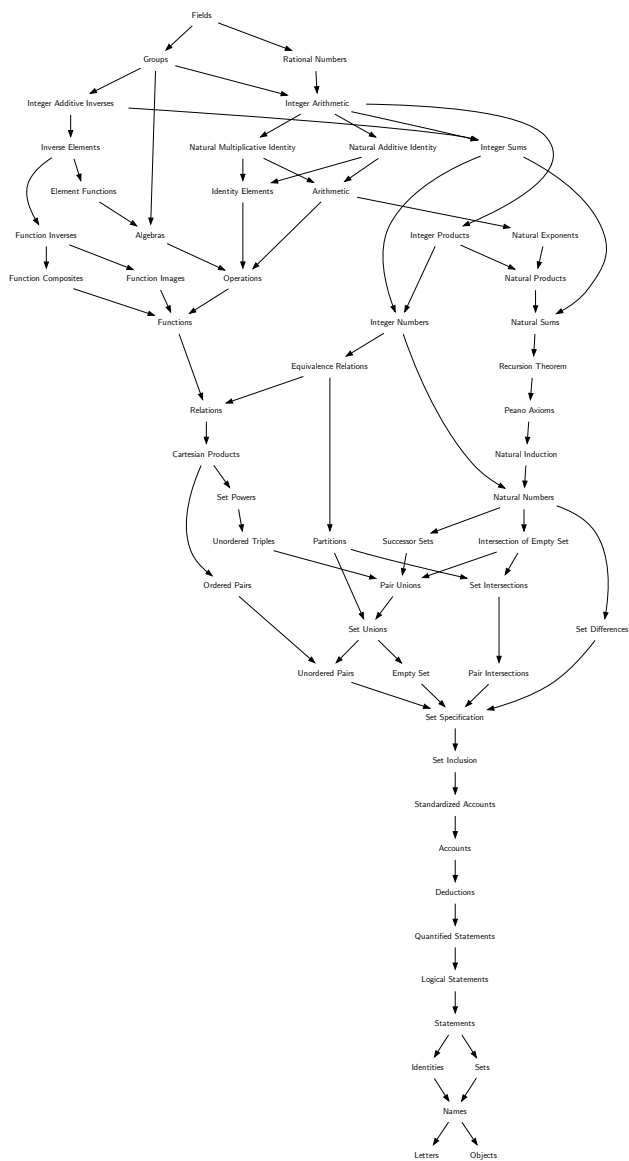 Fields
Groups
Rational Numbers
Integer Additive Inverses
Integer Arithmetic
Inverse Elements
Natural Multiplicative Identity
Natural Additive Identity
Integer Sums
Element Functions
Identity Elements
Arithmetic
Function Inverses
Algebras
Integer Products
Natural Exponents
Function Composites
Function Images
Operations
Natural Products
Functions
Integer Numbers
Natural Sums
Equivalence Relations
Recursion Theorem
Relations
Peano Axioms
Cartesian Products
Natural Induction
Set Powers
Natural Numbers
Unordered Triples
Partitions
Successor Sets
Intersection of Empty Set
Ordered Pairs
Pair Unions
Set Intersections
Set Unions
Set Differences
Unordered Pairs
Empty Set
Pair Intersections
Set Specification
Set Inclusion
Standardized Accounts
Accounts
Deductions
Quantified Statements
Logical Statements
Statements
Identities
Sets
Names
Letters
Objects